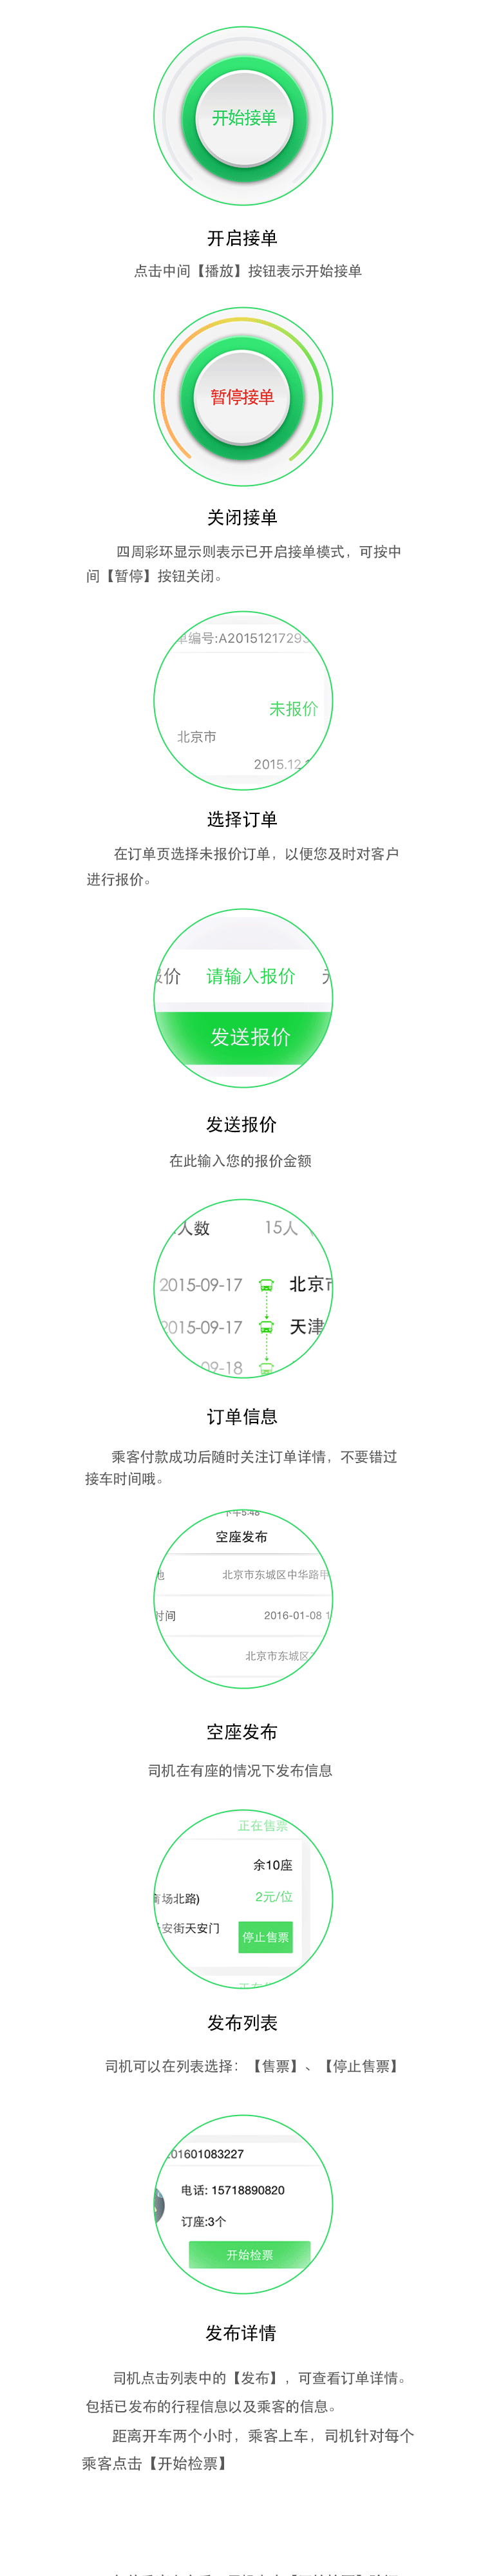 开始接单
开启接单
点击中间【播放】按钮表示开始接单
暂停接单
关闭接单
四周彩环显示则表示已开启接单模式，可按中
间【暂停】按钮关闭。
单编号:A20151217293
未报价
北京市
2015.12.
选择订单
在订单页选择未报价订单，以便您及时对客户
进行报价。
报价 请输入报价
发送报价
发送报价
在此输入您的报价金额
人数 15人
2015-09-17 北京市
2015-09-17 天津
09-18
订单信息
乘客付款成功后随时关注订单详情，不要错过
接车时间哦。
下午5:48
空座发布
地 北京市东城区中华路甲
时间 2016-01-08 1
北京市东城区
空座发布
司机在有座的情况下发布信息
正在售票
余10座
商场北路) 2元/位
安街天安门 停止售票
发布列表
司机可以在列表选择：【售票】、【停止售票】
201601083227
电话: 15718890820
订座:3个
开始检票
发布详情
司机点击列表中的【发布】，可查看订单详情。
包括已发布的行程信息以及乘客的信息。
距离开车两个小时，乘客上车，司机针对每个
乘客点击【开始检票】